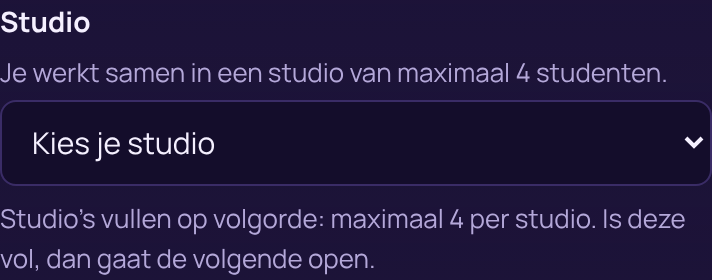 Studio
Je werkt samen in een studio van maximaal 4 studenten.
Kies je studio
Studio's vullen op volgorde: maximaal 4 per studio. Is deze
vol, dan gaat de volgende open.